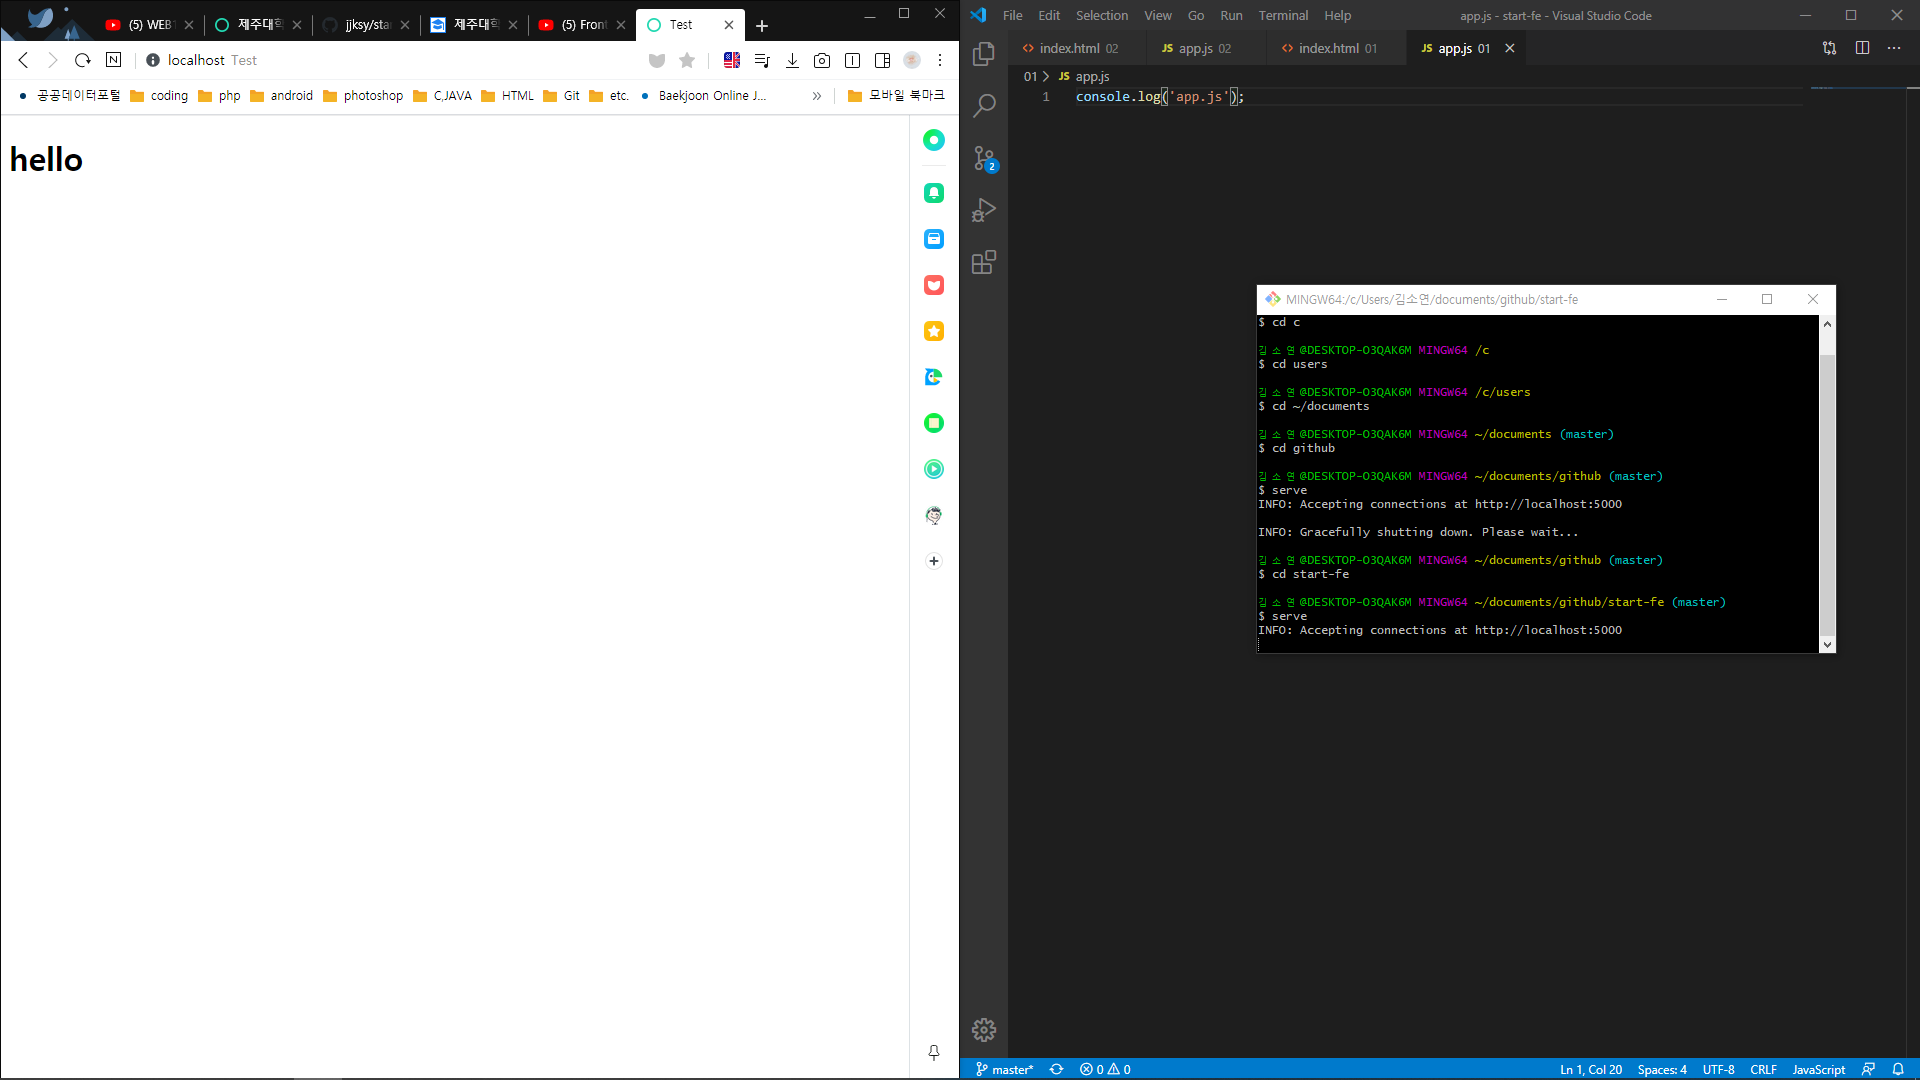 (5) WEB1
제주대학
jjksy/sta
제주대학
(5) Front
Test
localhost Test
공공데이터포털
coding
php
android
photoshop
C,JAVA
HTML
Git
etc.
Baekjoon Online J...
»
모바일 북마크
hello
File Edit Selection View Go Run Terminal Help
app.js - start-fe - Visual Studio Code
index.html 02
JS app.js 02
index.html 01
JS app.js 01
01 > JS app.js
1 console.log('app.js');
2
MINGW64:/c/Users/김소연/documents/github/start-fe
$ cd c
김소연@DESKTOP-O3QAK6M MINGW64 /c
$ cd users
김소연@DESKTOP-O3QAK6M MINGW64 /c/users
$ cd ~/documents
김소연@DESKTOP-O3QAK6M MINGW64 ~/documents (master)
$ cd github
김소연@DESKTOP-O3QAK6M MINGW64 ~/documents/github (master)
$ serve
INFO: Accepting connections at http://localhost:5000
INFO: Gracefully shutting down. Please wait...
김소연@DESKTOP-O3QAK6M MINGW64 ~/documents/github (master)
$ cd start-fe
김소연@DESKTOP-O3QAK6M MINGW64 ~/documents/github/start-fe (master)
$ serve
INFO: Accepting connections at http://localhost:5000
master* 0 0
Ln 1, Col 20 Spaces: 4 UTF-8 CRLF JavaScript